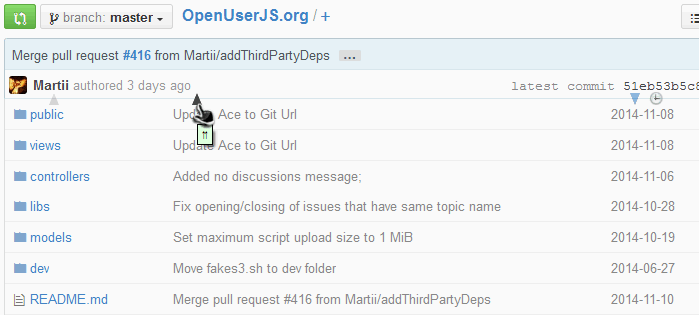 branch: master OpenUserJS.org / +
Merge pull request #416 from Martii/addThirdPartyDeps ...
Martii authored 3 days ago latest commit 51eb53b5c8
public Update Ace to Git Url 2014-11-08
views Update Ace to Git Url 2014-11-08
controllers Added no discussions message; 2014-11-06
libs Fix opening/closing of issues that have same topic name 2014-10-28
models Set maximum script upload size to 1 MiB 2014-10-19
dev Move fakes3.sh to dev folder 2014-06-27
README.md Merge pull request #416 from Martii/addThirdPartyDeps 2014-11-10